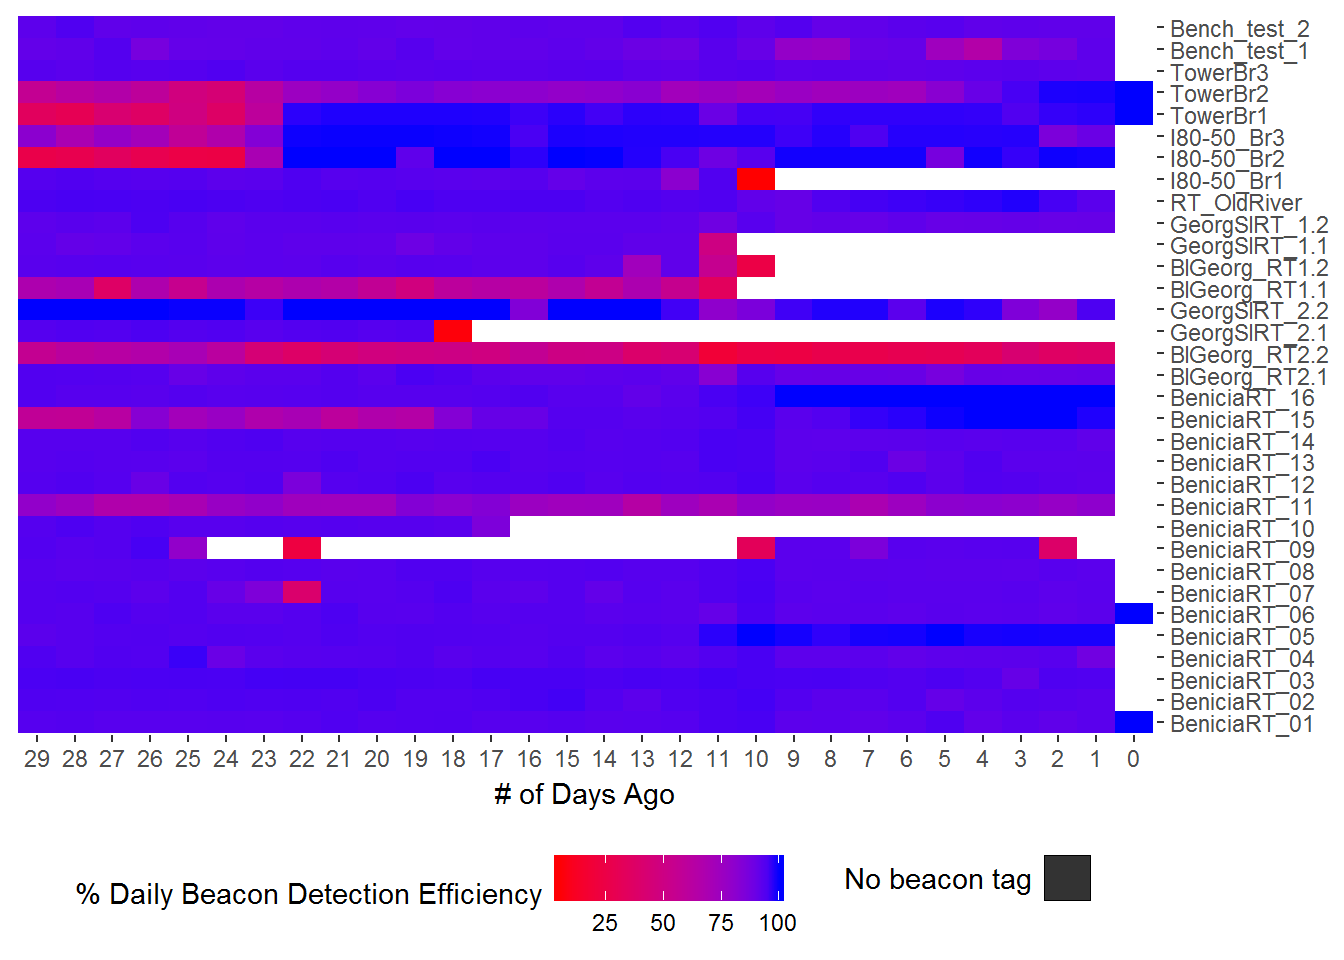 Bench_test_2
Bench_test_1
TowerBr3
TowerBr2
TowerBr1
I80-50_Br3
I80-50_Br2
I80-50_Br1
RT_OldRiver
GeorgSlRT_1.2
GeorgSlRT_1.1
BlGeorg_RT1.2
BlGeorg_RT1.1
GeorgSlRT_2.2
GeorgSlRT_2.1
BlGeorg_RT2.2
BlGeorg_RT2.1
BeniciaRT_16
BeniciaRT_15
BeniciaRT_14
BeniciaRT_13
BeniciaRT_12
BeniciaRT_11
BeniciaRT_10
BeniciaRT_09
BeniciaRT_08
BeniciaRT_07
BeniciaRT_06
BeniciaRT_05
BeniciaRT_04
BeniciaRT_03
BeniciaRT_02
BeniciaRT_01
29 28 27 26 25 24 23 22 21 20 19 18 17 16 15 14 13 12 11 10 9 8 7 6 5 4 3 2 1 0
# of Days Ago
% Daily Beacon Detection Efficiency
25 50 75 100
No beacon tag